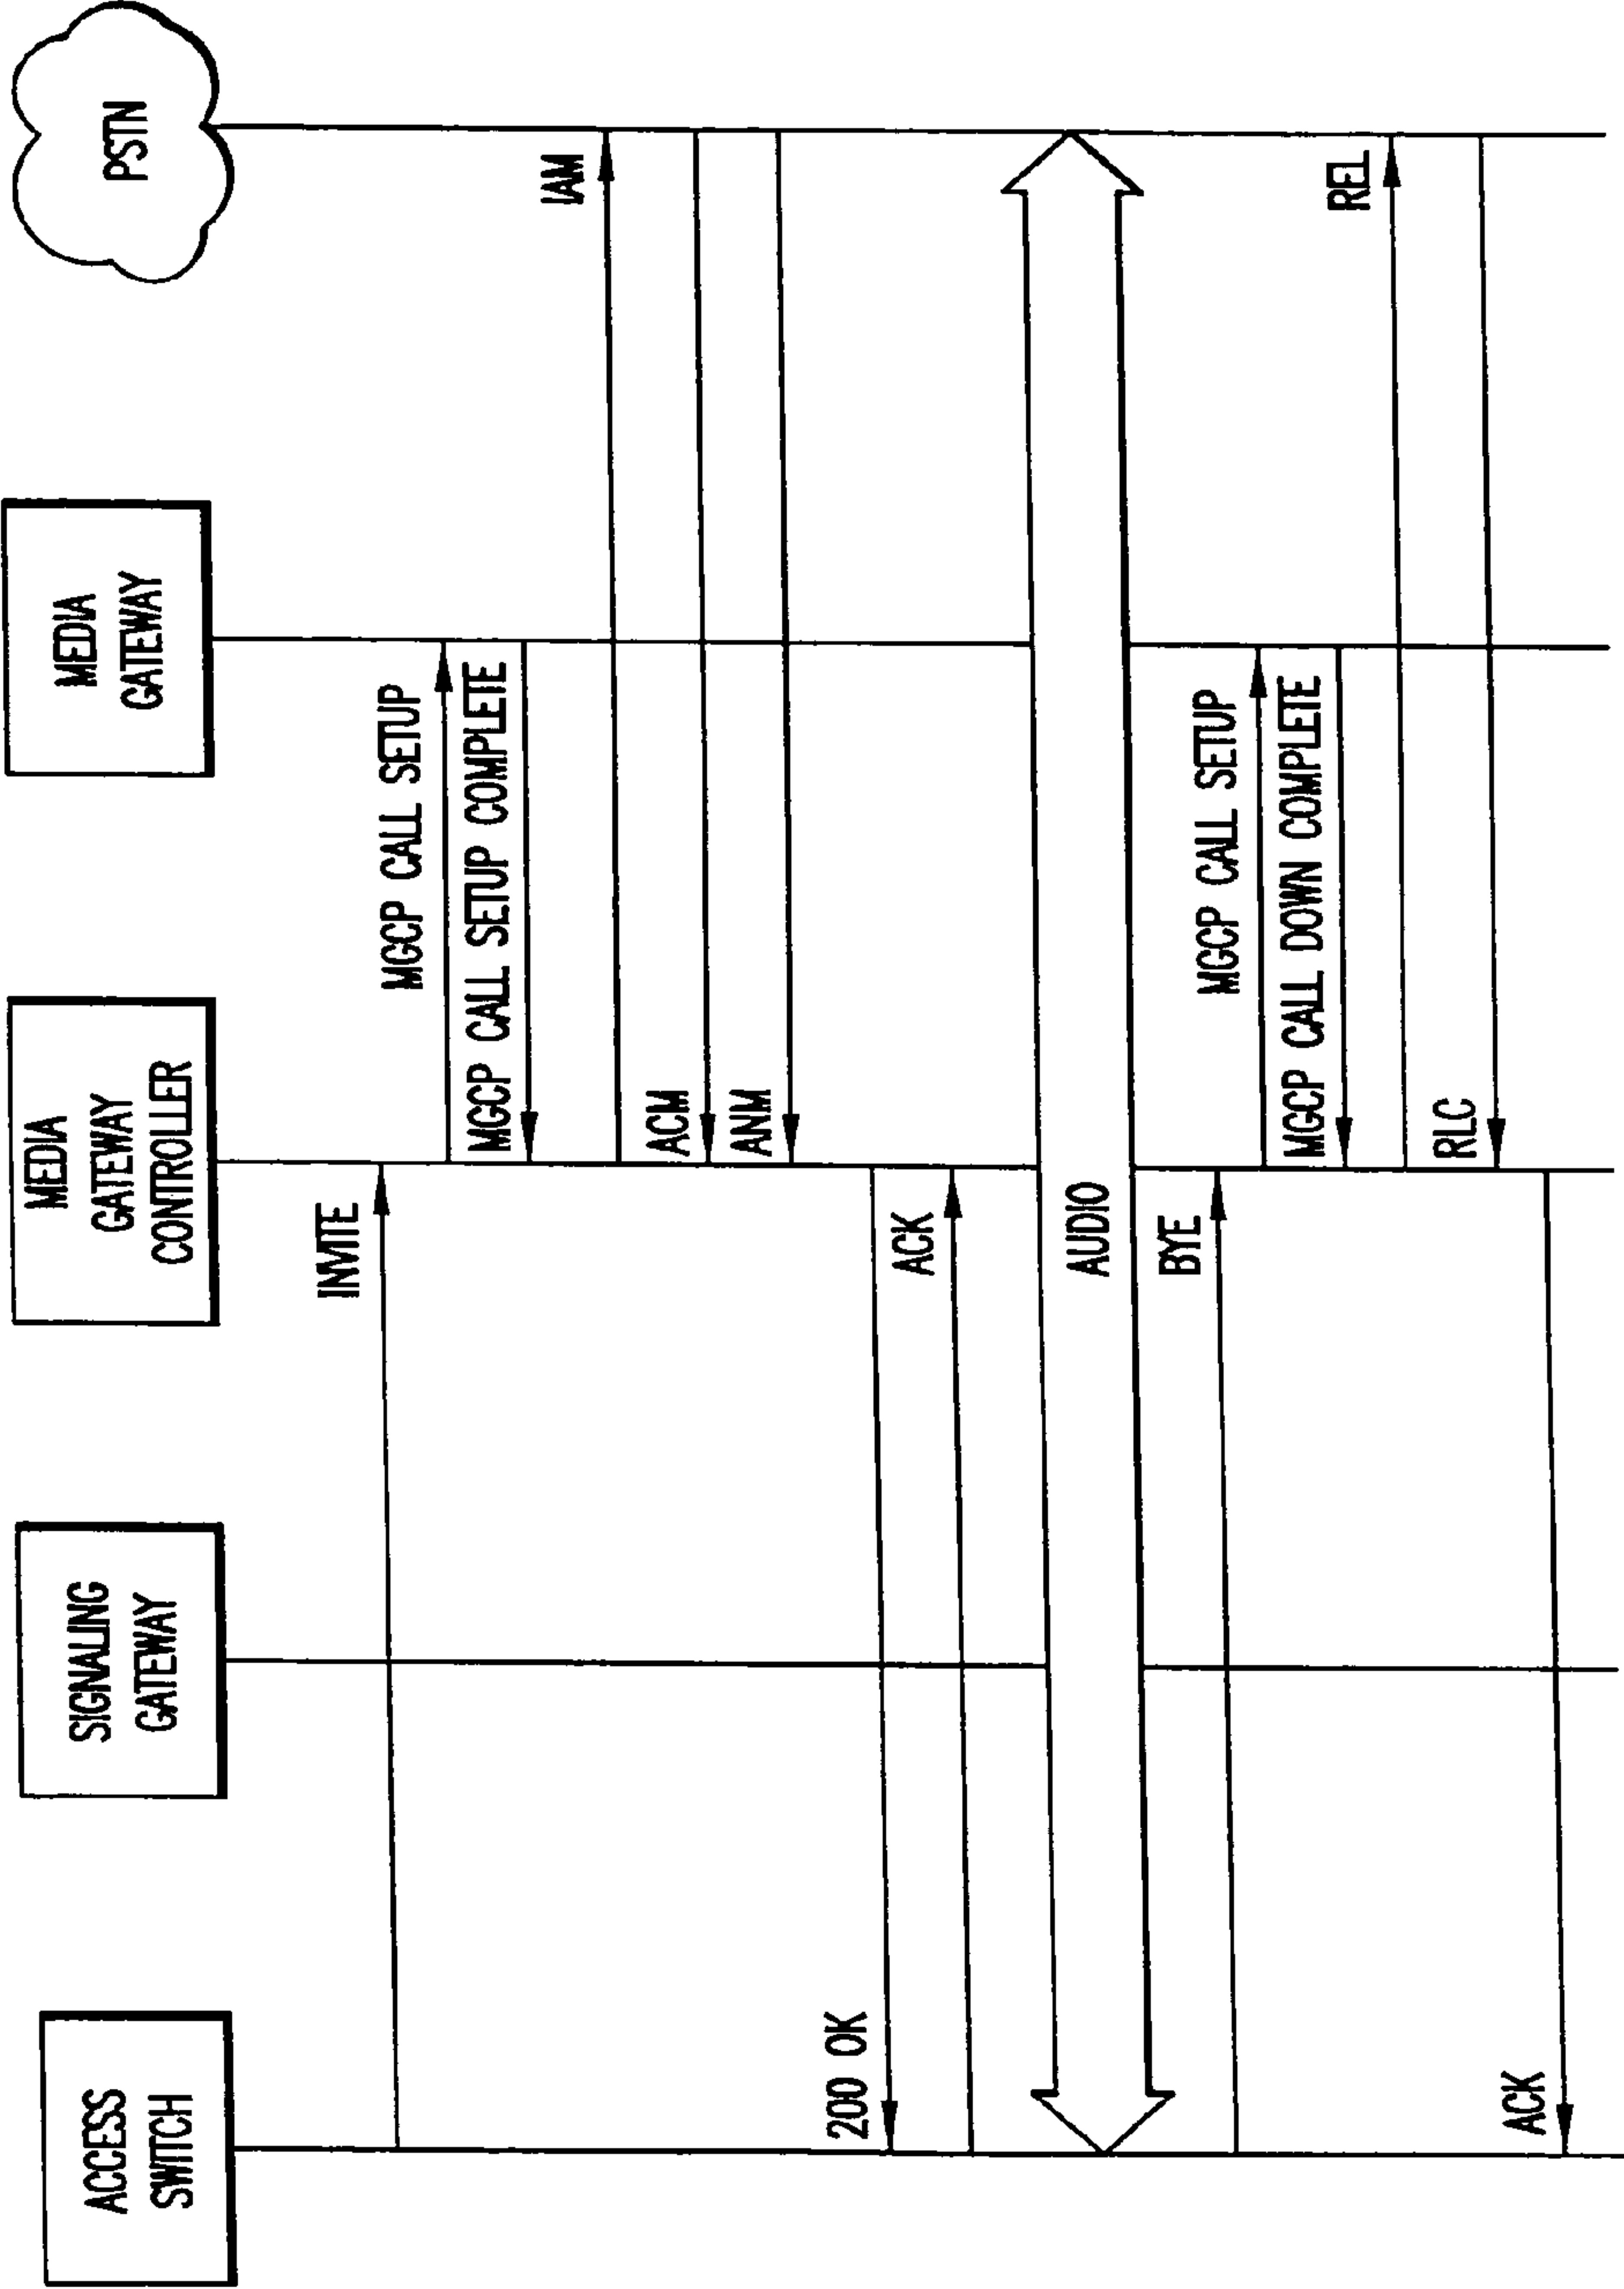 ACCESS
SWITCH
SIGNALING
GATEWAY
MEDIA
GATEWAY
CONTROLLER
MEDIA
GATEWAY
PSTN
INVITE
MGCP CALL SETUP
MGCP CALL SETUP COMPLETE
IAM
ACM
ANM
200 OK
ACK
AUDIO
BYE
MGCP CALL SETUP
MGCP CALL DOWN COMPLETE
REL
RLC
ACK